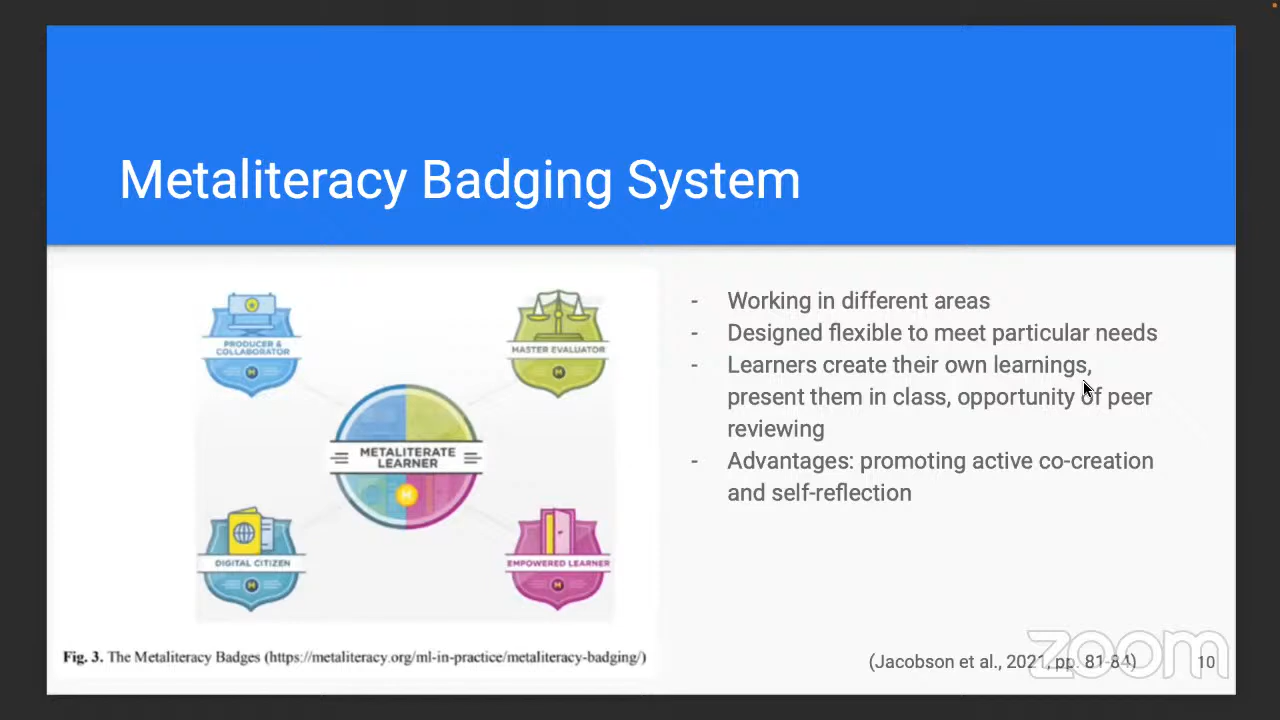 Metaliteracy Badging System
PRODUCER &
COLLABORATOR
M
MASTER EVALUATOR
M
METALITERATE
LEARNER
M
DIGITAL CITIZEN
M
EMPOWERED LEARNER
M
Fig. 3. The Metaliteracy Badges (https://metaliteracy.org/ml-in-practice/metaliteracy-badging/)
- Working in different areas
- Designed flexible to meet particular needs
- Learners create their own learnings,
present them in class, opportunity of peer
reviewing
- Advantages: promoting active co-creation
and self-reflection
(Jacobson et al., 2021, pp. 81-84)
10
zoom